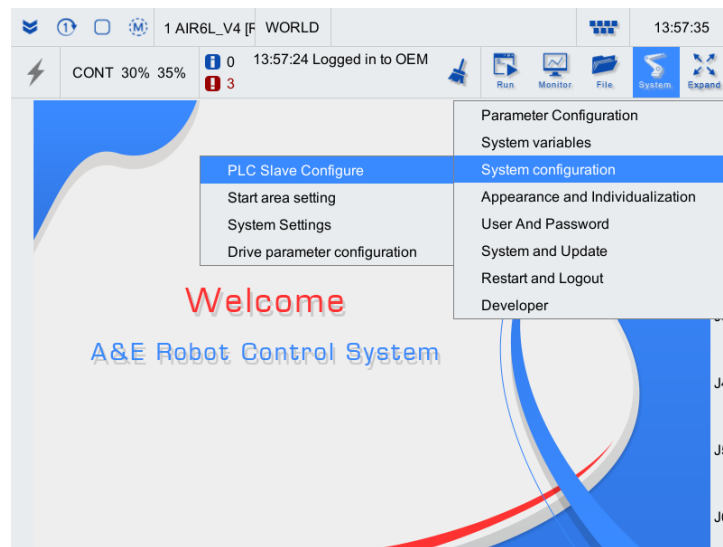 1 AIR6L_V4 [F WORLD 13:57:35
CONT 30% 35% 0 13:57:24 Logged in to OEM
3
Run Monitor File System Expand
Parameter Configuration
System variables
PLC Slave Configure System configuration
Start area setting Appearance and Individualization
System Settings User And Password
Drive parameter configuration System and Update
Restart and Logout
Developer
Welcome
A&E Robot Control System
J4
J5
J6